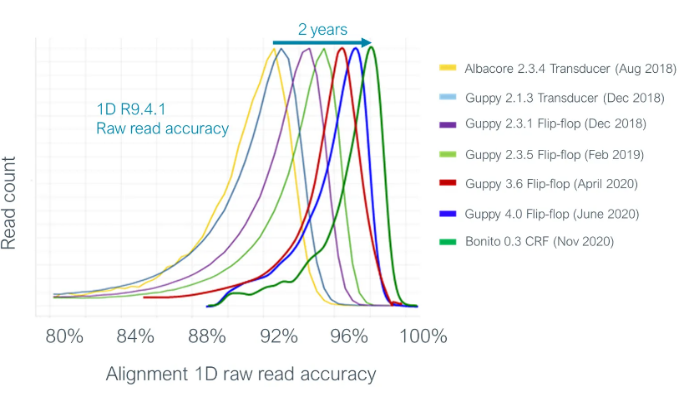 2 years
1D R9.4.1
Raw read accuracy
Read count
80% 84% 88% 92% 96% 100%
Alignment 1D raw read accuracy
Albacore 2.3.4 Transducer (Aug 2018)
Guppy 2.1.3 Transducer (Dec 2018)
Guppy 2.3.1 Flip-flop (Dec 2018)
Guppy 2.3.5 Flip-flop (Feb 2019)
Guppy 3.6 Flip-flop (April 2020)
Guppy 4.0 Flip-flop (June 2020)
Bonito 0.3 CRF (Nov 2020)